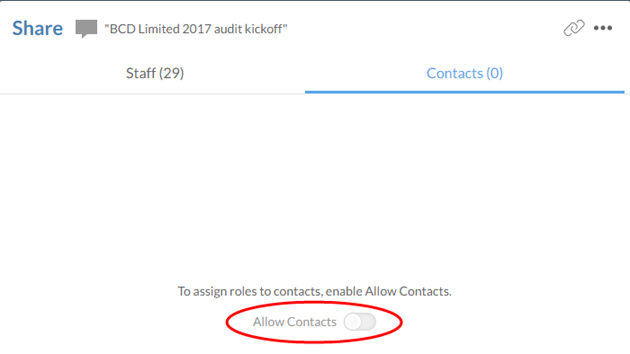 Share "BCD Limited 2017 audit kickoff"
Staff (29) Contacts (0)
To assign roles to contacts, enable Allow Contacts.
Allow Contacts